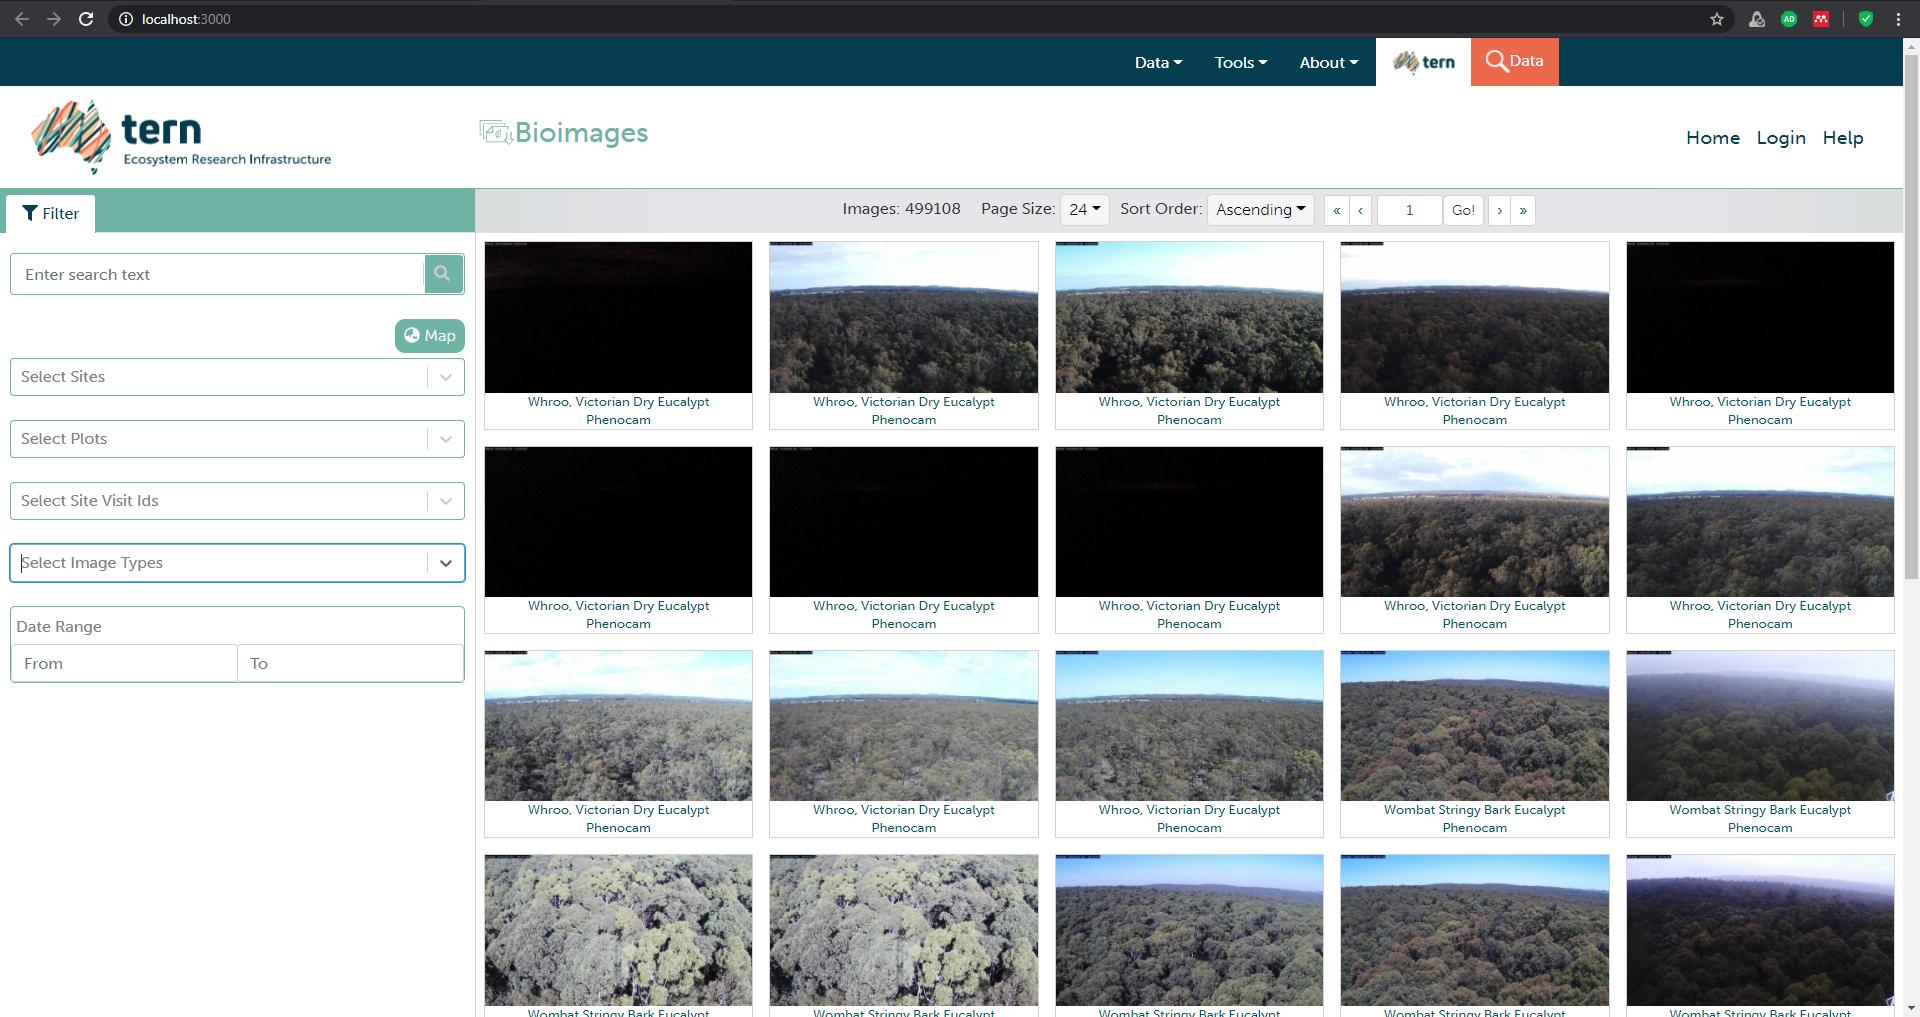 localhost:3000
AD
Data
Tools
About
tern
Data
tern
Ecosystem Research Infrastructure
Bioimages
Home
Login
Help
Filter
Images: 499108
Page Size:
24
Sort Order:
Ascending
«
‹
1
Go!
›
»
Enter search text
Map
Select Sites
Select Plots
Select Site Visit Ids
Select Image Types
Date Range
From
To
Whroo, Victorian Dry Eucalypt
Phenocam
Whroo, Victorian Dry Eucalypt
Phenocam
Whroo, Victorian Dry Eucalypt
Phenocam
Whroo, Victorian Dry Eucalypt
Phenocam
Whroo, Victorian Dry Eucalypt
Phenocam
Whroo, Victorian Dry Eucalypt
Phenocam
Whroo, Victorian Dry Eucalypt
Phenocam
Whroo, Victorian Dry Eucalypt
Phenocam
Whroo, Victorian Dry Eucalypt
Phenocam
Whroo, Victorian Dry Eucalypt
Phenocam
Whroo, Victorian Dry Eucalypt
Phenocam
Whroo, Victorian Dry Eucalypt
Phenocam
Whroo, Victorian Dry Eucalypt
Phenocam
Wombat Stringy Bark Eucalypt
Phenocam
Wombat Stringy Bark Eucalypt
Phenocam
Wombat Stringy Bark Eucalypt
Wombat Stringy Bark Eucalypt
Wombat Stringy Bark Eucalypt
Wombat Stringy Bark Eucalypt
Wombat Stringy Bark Eucalypt